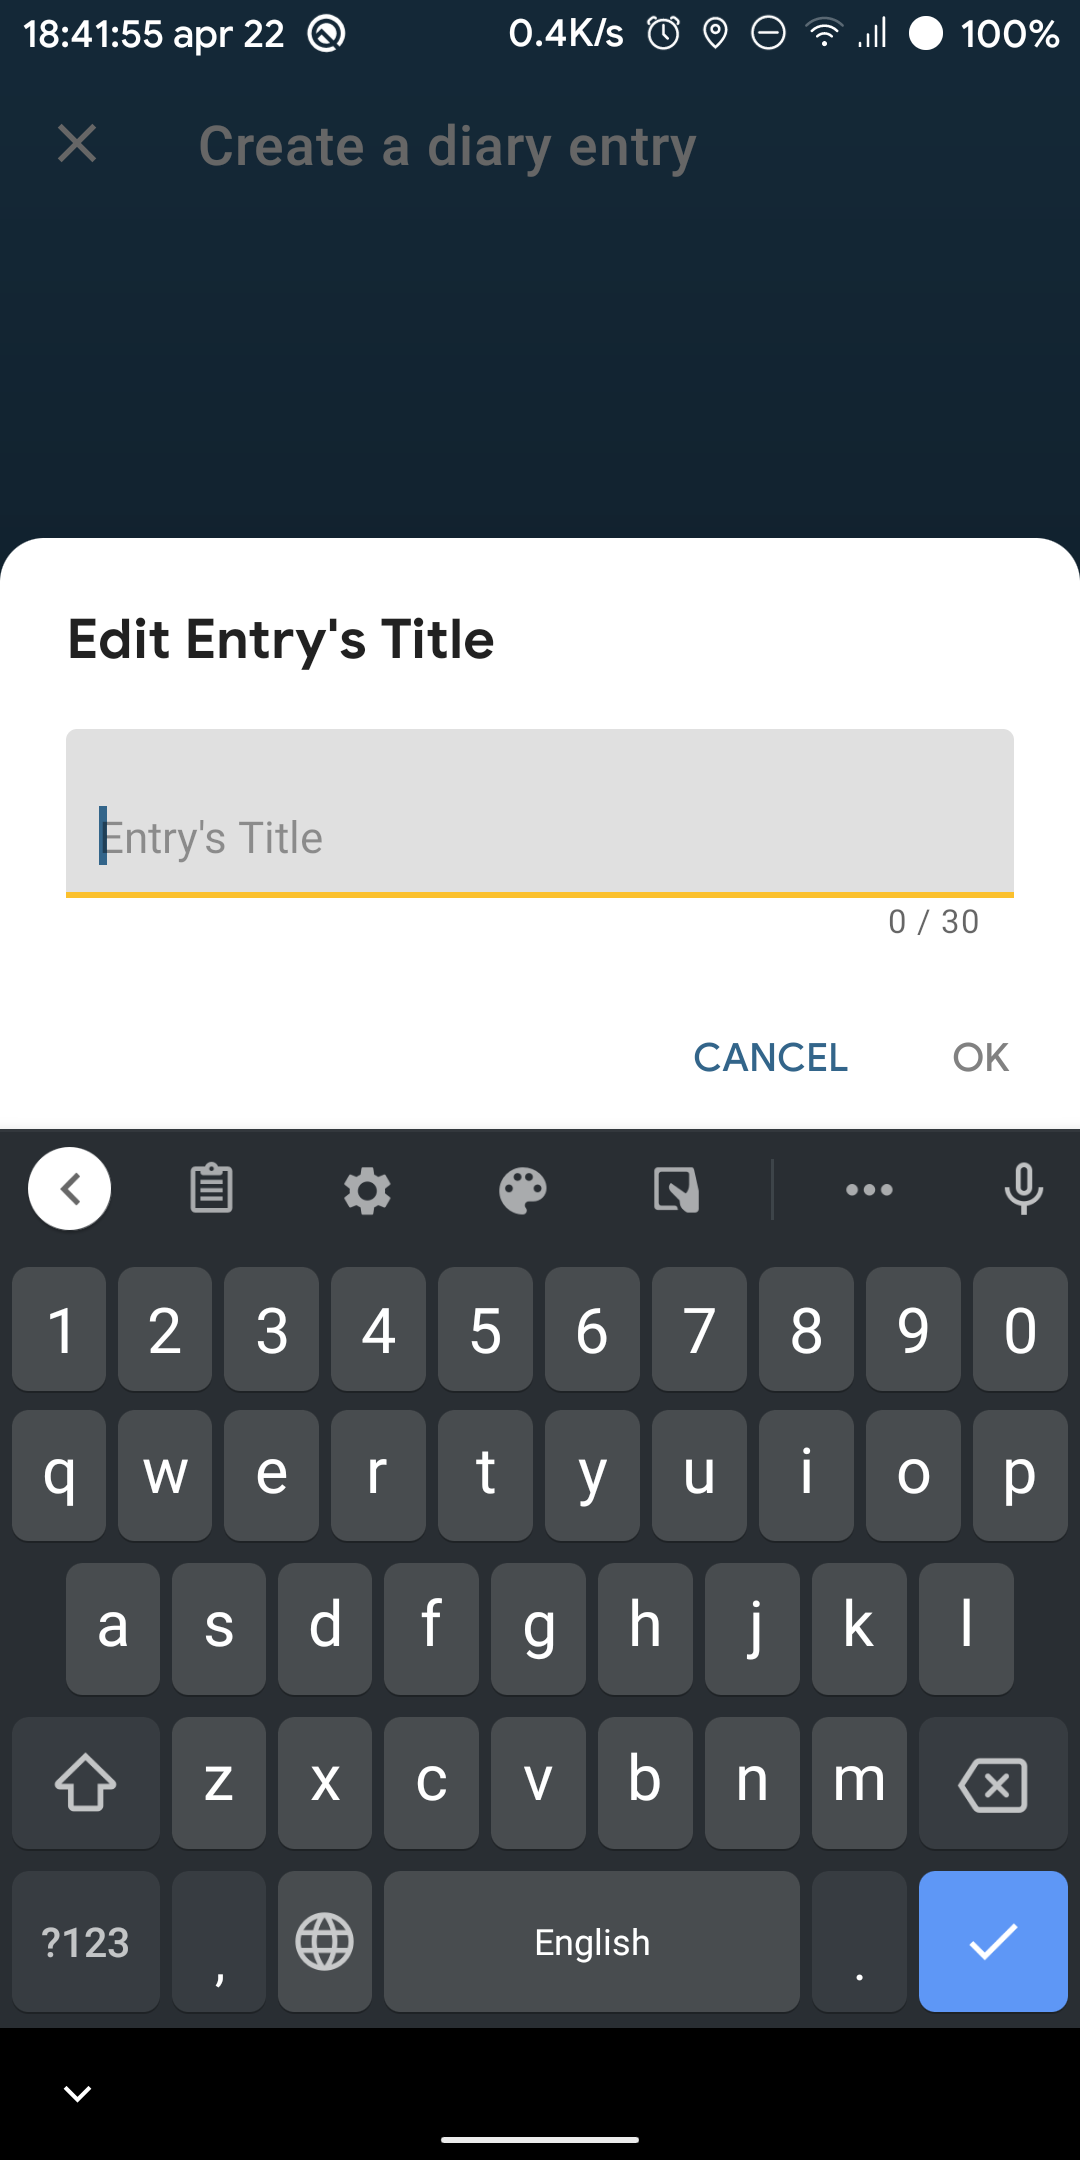 18:41:55 apr 22 0.4K/s 100%
Create a diary entry
Edit Entry's Title
Entry's Title
0 / 30
CANCEL OK
1 2 3 4 5 6 7 8 9 0
q w e r t y u i o p
a s d f g h j k l
z x c v b n m
?123 , English .